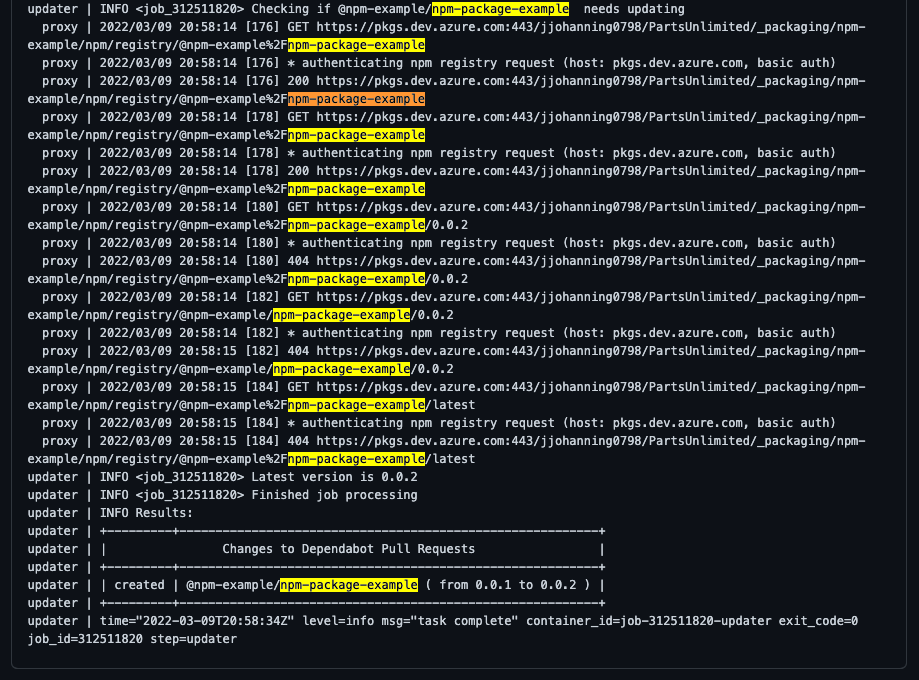 updater | INFO <job_312511820> Checking if @npm-example/npm-package-example  needs updating
  proxy | 2022/03/09 20:58:14 [176] GET https://pkgs.dev.azure.com:443/jjohanning0798/PartsUnlimited/_packaging/npm-
example/npm/registry/@npm-example%2Fnpm-package-example
  proxy | 2022/03/09 20:58:14 [176] * authenticating npm registry request (host: pkgs.dev.azure.com, basic auth)
  proxy | 2022/03/09 20:58:14 [176] 200 https://pkgs.dev.azure.com:443/jjohanning0798/PartsUnlimited/_packaging/npm-
example/npm/registry/@npm-example%2Fnpm-package-example
  proxy | 2022/03/09 20:58:14 [178] GET https://pkgs.dev.azure.com:443/jjohanning0798/PartsUnlimited/_packaging/npm-
example/npm/registry/@npm-example%2Fnpm-package-example
  proxy | 2022/03/09 20:58:14 [178] * authenticating npm registry request (host: pkgs.dev.azure.com, basic auth)
  proxy | 2022/03/09 20:58:14 [178] 200 https://pkgs.dev.azure.com:443/jjohanning0798/PartsUnlimited/_packaging/npm-
example/npm/registry/@npm-example%2Fnpm-package-example
  proxy | 2022/03/09 20:58:14 [180] GET https://pkgs.dev.azure.com:443/jjohanning0798/PartsUnlimited/_packaging/npm-
example/npm/registry/@npm-example%2Fnpm-package-example/0.0.2
  proxy | 2022/03/09 20:58:14 [180] * authenticating npm registry request (host: pkgs.dev.azure.com, basic auth)
  proxy | 2022/03/09 20:58:14 [180] 404 https://pkgs.dev.azure.com:443/jjohanning0798/PartsUnlimited/_packaging/npm-
example/npm/registry/@npm-example%2Fnpm-package-example/0.0.2
  proxy | 2022/03/09 20:58:14 [182] GET https://pkgs.dev.azure.com:443/jjohanning0798/PartsUnlimited/_packaging/npm-
example/npm/registry/@npm-example/npm-package-example/0.0.2
  proxy | 2022/03/09 20:58:14 [182] * authenticating npm registry request (host: pkgs.dev.azure.com, basic auth)
  proxy | 2022/03/09 20:58:15 [182] 404 https://pkgs.dev.azure.com:443/jjohanning0798/PartsUnlimited/_packaging/npm-
example/npm/registry/@npm-example/npm-package-example/0.0.2
  proxy | 2022/03/09 20:58:15 [184] GET https://pkgs.dev.azure.com:443/jjohanning0798/PartsUnlimited/_packaging/npm-
example/npm/registry/@npm-example%2Fnpm-package-example/latest
  proxy | 2022/03/09 20:58:15 [184] * authenticating npm registry request (host: pkgs.dev.azure.com, basic auth)
  proxy | 2022/03/09 20:58:15 [184] 404 https://pkgs.dev.azure.com:443/jjohanning0798/PartsUnlimited/_packaging/npm-
example/npm/registry/@npm-example%2Fnpm-package-example/latest
updater | INFO <job_312511820> Latest version is 0.0.2
updater | INFO <job_312511820> Finished job processing
updater | INFO Results:
updater | +---------+----------------------------------------------------------+
updater | |                Changes to Dependabot Pull Requests                 |
updater | +---------+----------------------------------------------------------+
updater | | created | @npm-example/npm-package-example ( from 0.0.1 to 0.0.2 ) |
updater | +---------+----------------------------------------------------------+
updater | time="2022-03-09T20:58:34Z" level=info msg="task complete" container_id=job-312511820-updater exit_code=0
job_id=312511820 step=updater